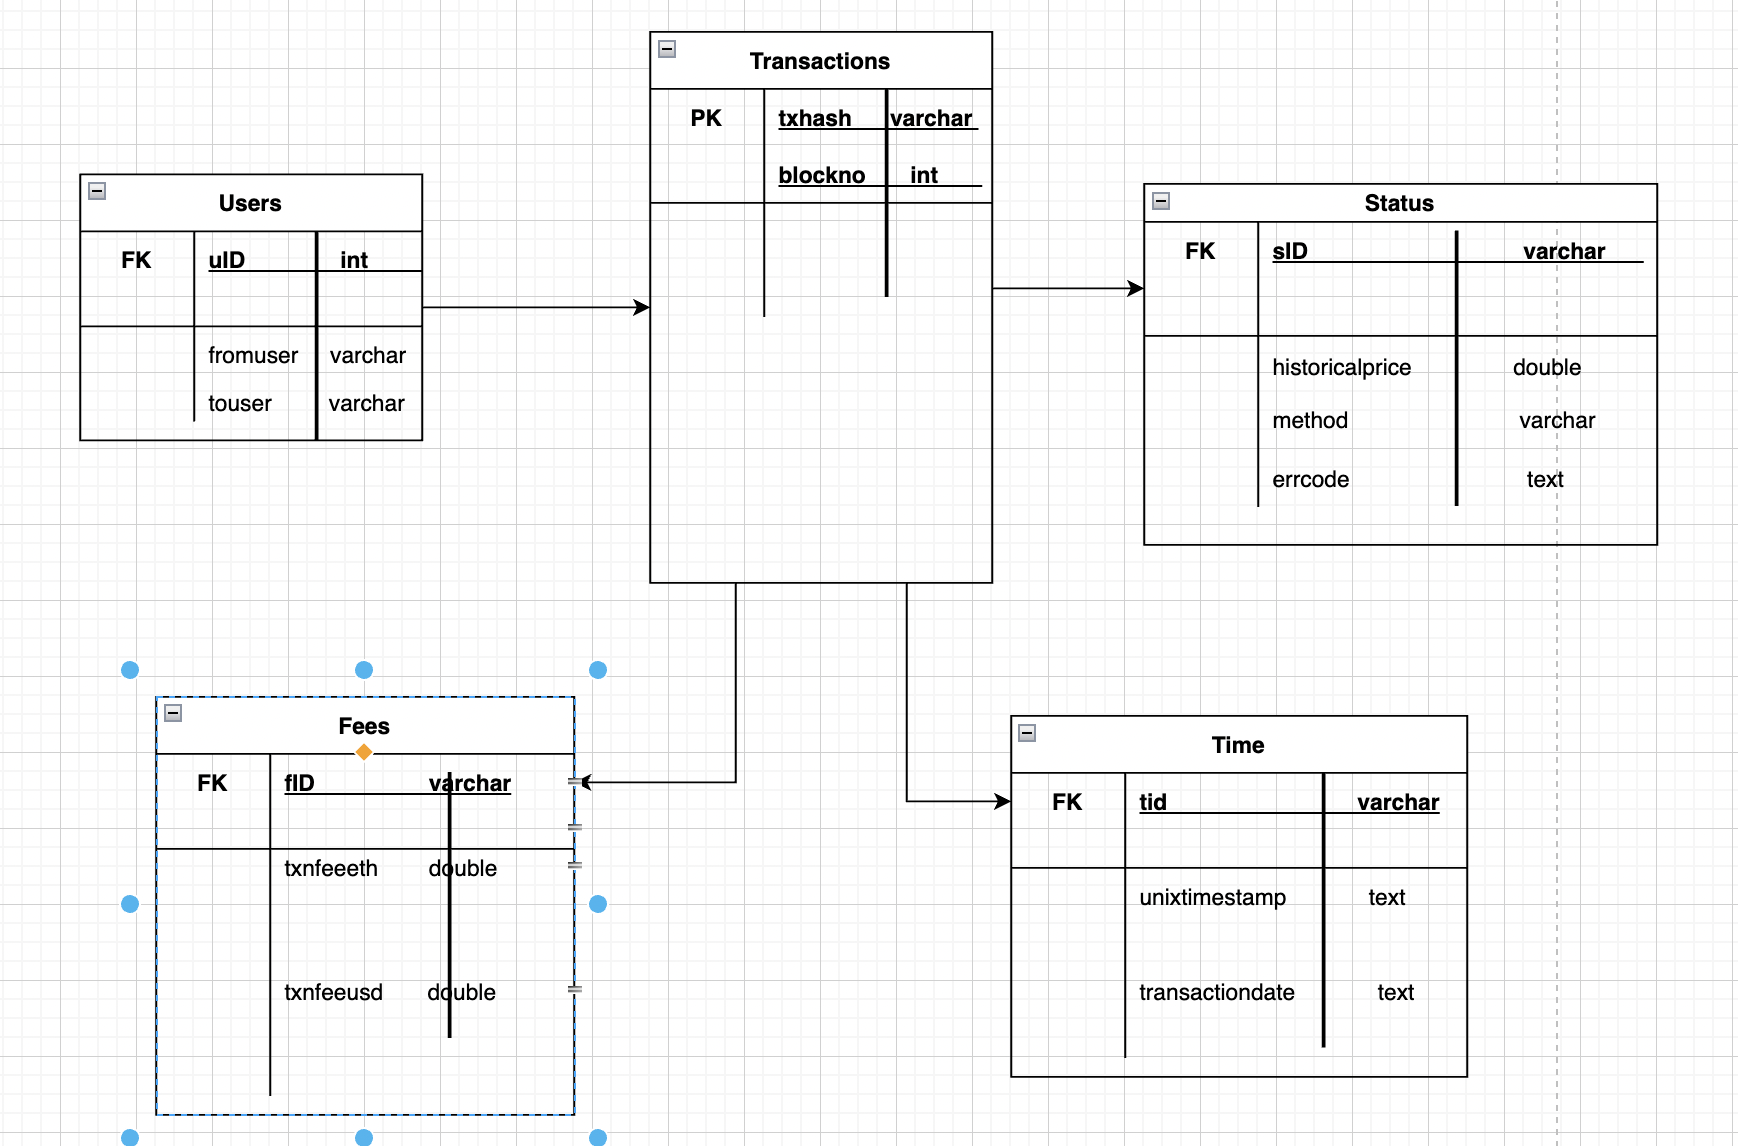 Transactions
PK txhash varchar
blockno int
Users
FK uID int
fromuser varchar
touser varchar
Status
FK sID varchar
historicalprice double
method varchar
errcode text
Fees
FK fID varchar
txnfeeeth double
txnfeeusd double
Time
FK tid varchar
unixtimestamp text
transactiondate text